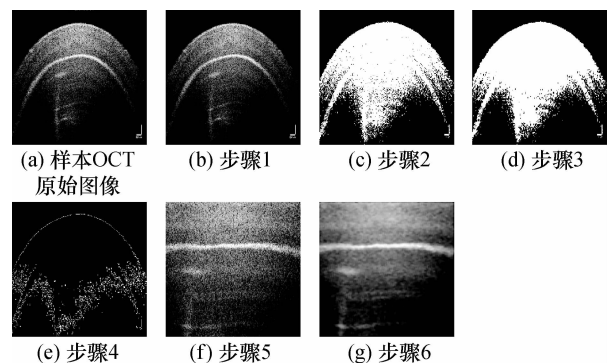 (a) 样本OCT
原始图像
(b) 步骤1
(c) 步骤2
(d) 步骤3
(e) 步骤4
(f) 步骤5
(g) 步骤6